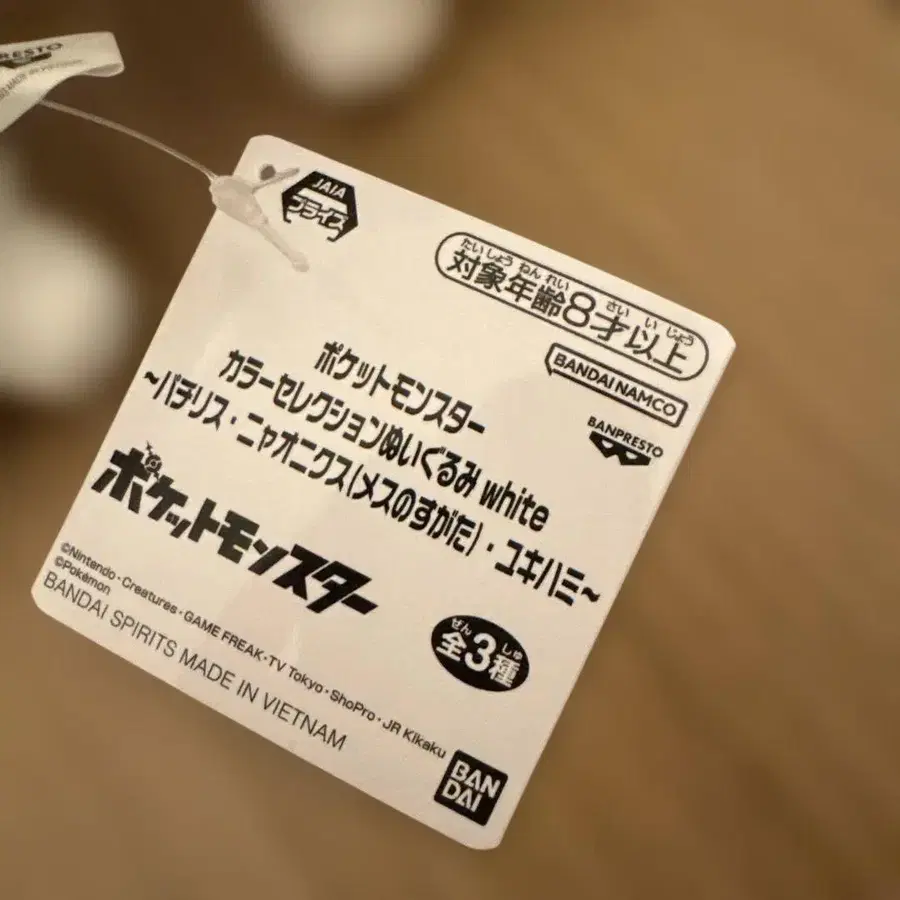 PRESTO
JAIA
プライズ
たいしょうねんれい さいいじょう
対象年齢8才以上
BANDAI NAMCO
BANPRESTO
ポケットモンスター
カラーセレクションぬいぐるみ white
~パチリス・ニャオニクス(メスのすがた)・ユキハミ~
ポケットモンスター
ぜん しゅ
全3種
©Nintendo・Creatures・GAME FREAK・TV Tokyo・ShoPro・JR Kikaku
©Pokémon
BANDAI SPIRITS MADE IN VIETNAM
BAN
DAI